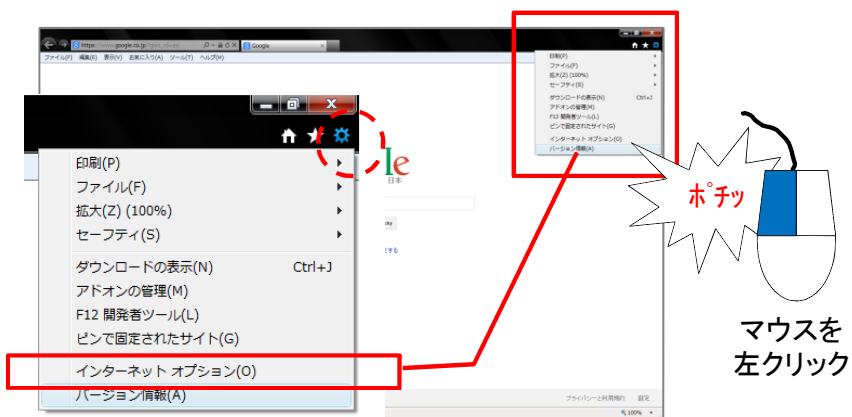 https://www.google.co.jp/?gws_rd=ssl
Google
ファイル(F) 編集(E) 表示(V) お気に入り(A) ツール(T) ヘルプ(H)
印刷(P)
ファイル(F)
拡大(Z) (100%)
セーフティ(S)
ダウンロードの表示(N) Ctrl+J
アドオンの管理(M)
F12 開発者ツール(L)
ピンで固定されたサイト(G)
インターネット オプション(O)
バージョン情報(A)
印刷(P)
ファイル(F)
拡大(Z) (100%)
セーフティ(S)
ダウンロードの表示(N) Ctrl+J
アドオンの管理(M)
F12 開発者ツール(L)
ピンで固定されたサイト(G)
インターネット オプション(O)
バージョン情報(A)
le
日本
ポチッ
マウスを
左クリック
プライバシーと利用規約 設定
100%